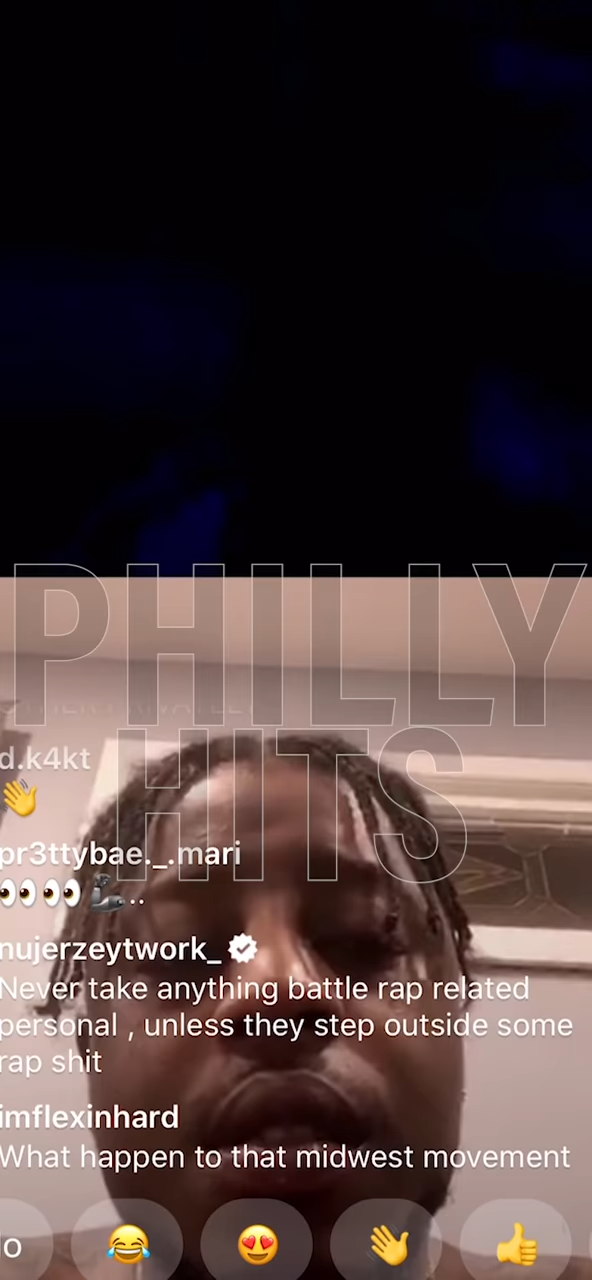 PHILLY
HITS
d.k4kt
👋
pr3ttybae._.mari
👀 👀 ..
nujerzeytwork_
Never take anything battle rap related
personal , unless they step outside some
rap shit
imflexinhard
What happen to that midwest movement
lo
😂 😍 👋 👍